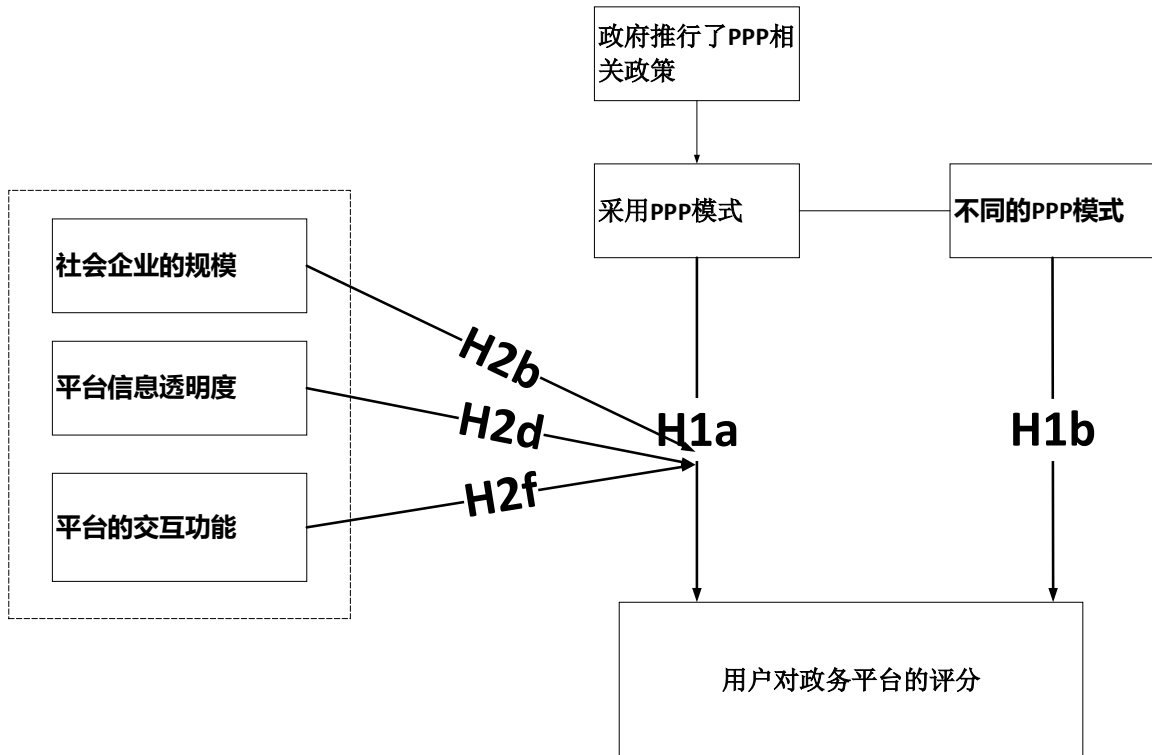 政府推行了PPP相
关政策
采用PPP模式
不同的PPP模式
社会企业的规模
平台信息透明度
平台的交互功能
H2b
H2d
H2f
H1a
H1b
用户对政务平台的评分